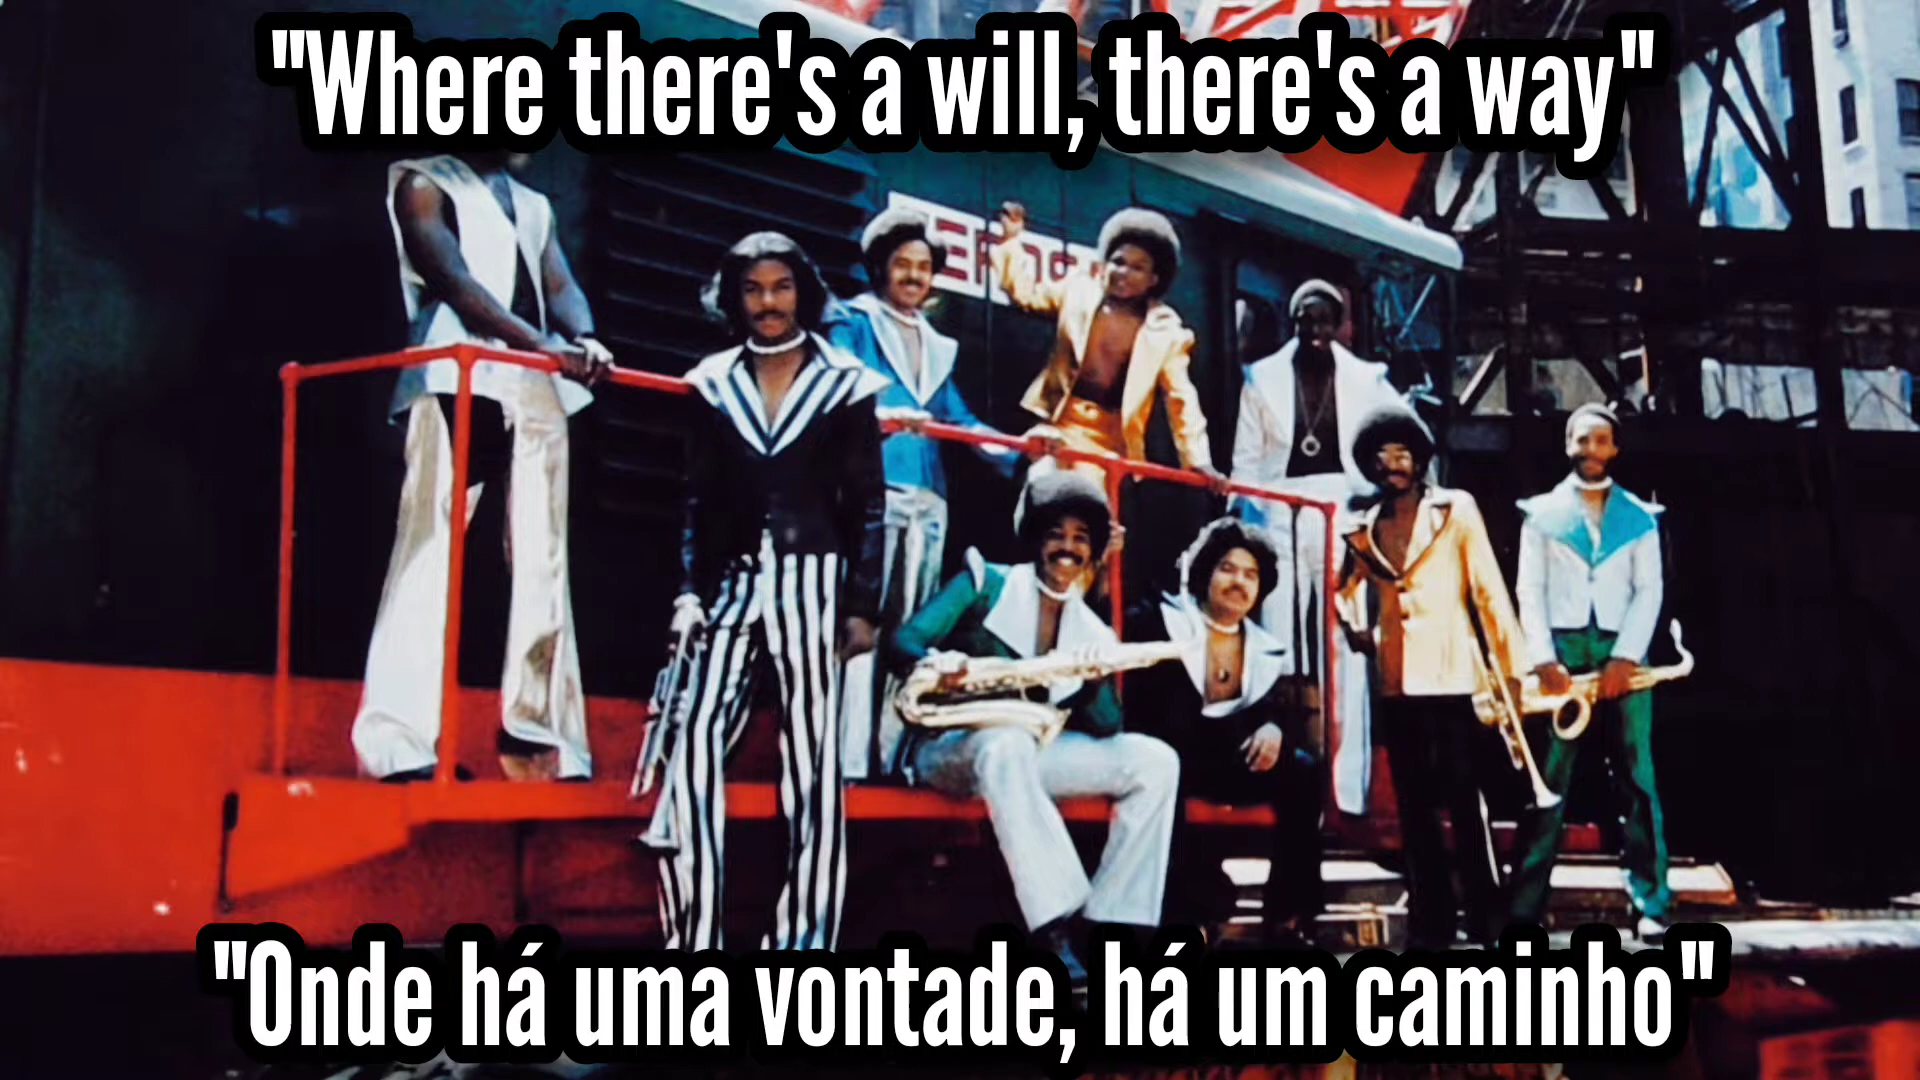 "Where there's a will, there's a way"
"Onde há uma vontade, há um caminho"